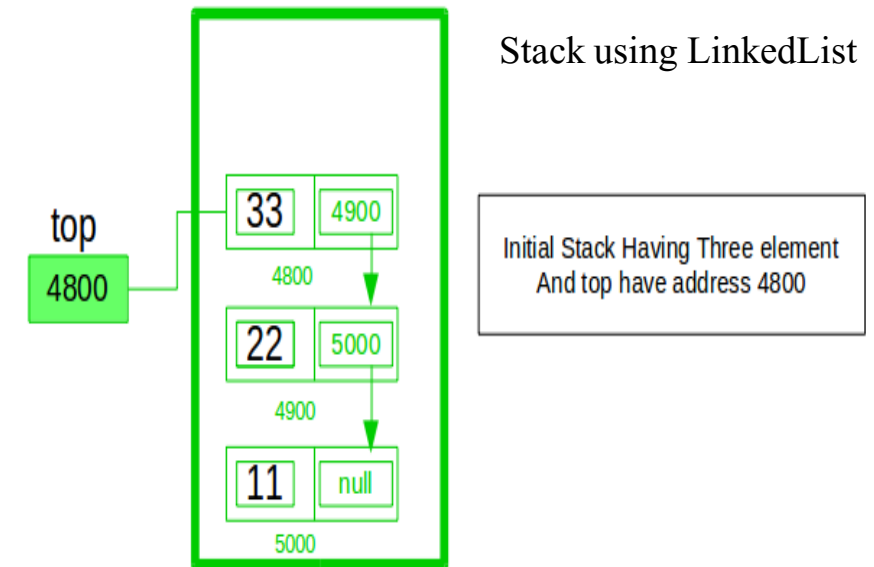 Stack using LinkedList
top
4800
33 4900
4800
22 5000
4900
11 null
5000
Initial Stack Having Three element
And top have address 4800